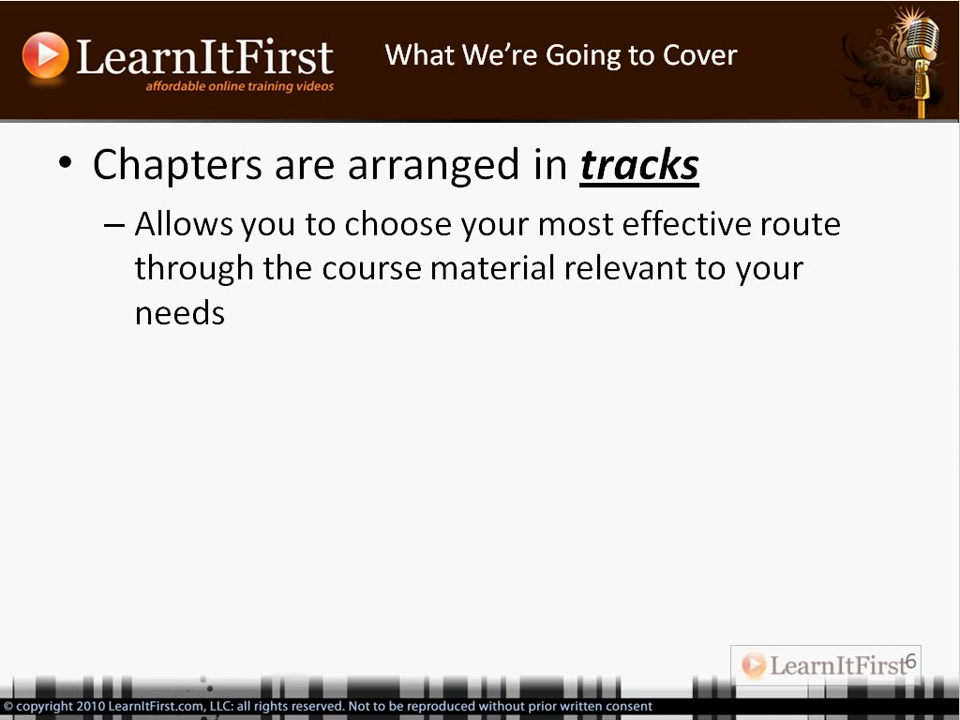 LearnItFirst
affordable online training videos
What We're Going to Cover
• Chapters are arranged in tracks
– Allows you to choose your most effective route
through the course material relevant to your
needs
LearnItFirst 6
© copyright 2010 LearnItFirst.com, LLC: all rights reserved. Not to be reproduced without prior written consent